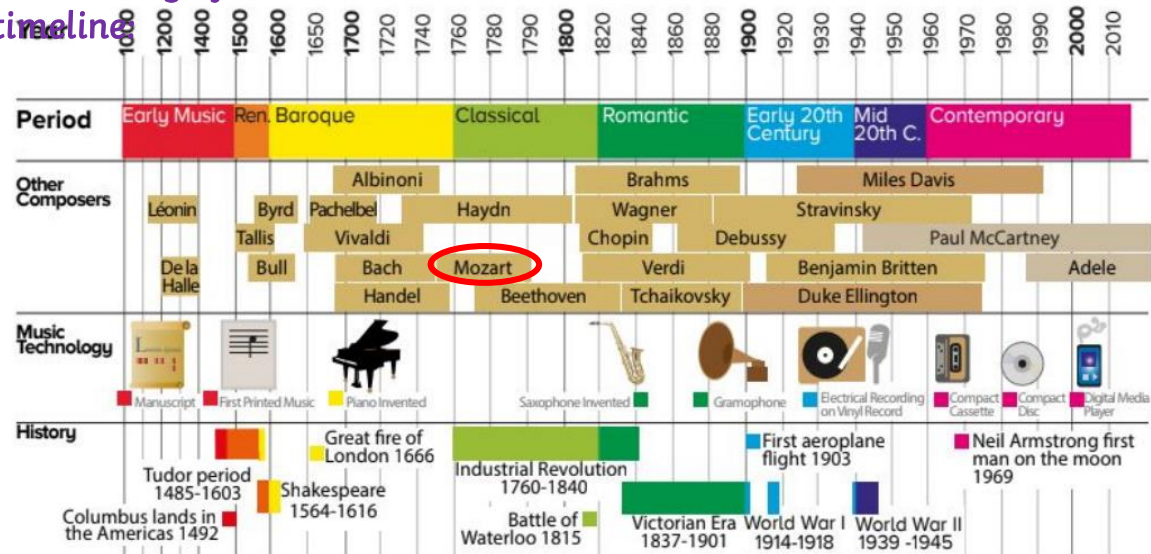 timeline
Year
1000 1200 1400 1500 1600 1650 1700 1720 1740 1760 1780 1790 1800 1820 1840 1860 1880 1900 1920 1930 1940 1950 1960 1970 1990 2000 2010
Period
Early Music Ren. Baroque Classical Romantic Early 20th Century Mid 20th C. Contemporary
Other
Composers
Albinoni Brahms Miles Davis
Léonin Byrd Pachelbel Haydn Wagner Stravinsky
Tallis Vivaldi Chopin Debussy Paul McCartney
De la
Halle
Bull Bach Mozart Verdi Benjamin Britten Adele
Handel Beethoven Tchaikovsky Duke Ellington
Music
Technology
Manuscript
First Printed Music
Piano Invented
Saxophone Invented
Gramophone
Electrical Recording
on Vinyl Record
Compact
Cassette
Compact
Disc
Digital Media
Player
History
Tudor period
1485-1603
Columbus lands in
the Americas 1492
Great fire of
London 1666
Shakespeare
1564-1616
Industrial Revolution
1760-1840
Battle of
Waterloo 1815
Victorian Era
1837-1901
First aeroplane
flight 1903
World War I
1914-1918
World War II
1939 -1945
Neil Armstrong first
man on the moon
1969